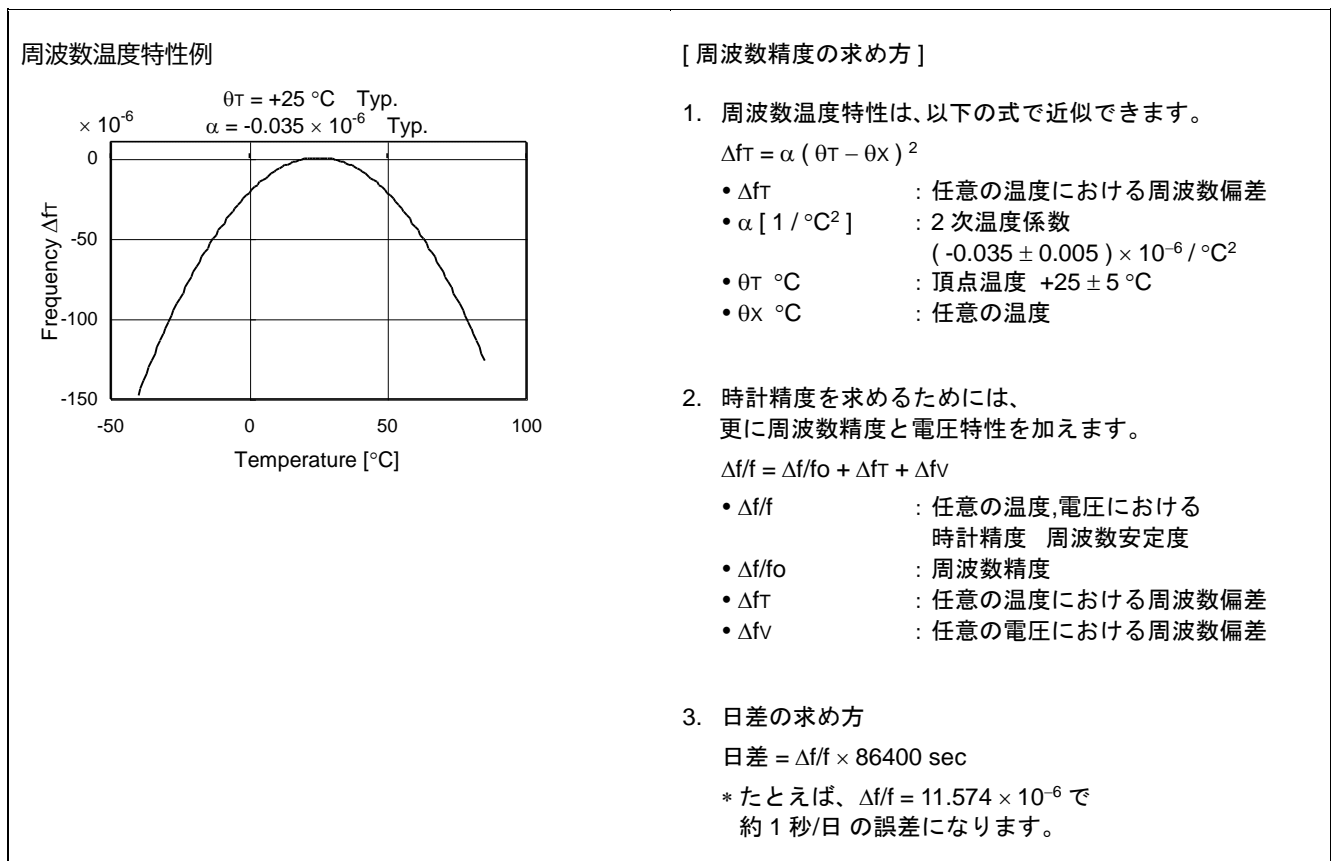 周波数温度特性例
θT = +25 °C Typ.
× 10-6
α = -0.035 × 10-6 Typ.
0
-50
-100
-150
Frequency ΔfT
-50 0 50 100
Temperature [°C]
[ 周波数精度の求め方 ]
1. 周波数温度特性は、以下の式で近似できます。
ΔfT = α ( θT − θX ) 2
• ΔfT : 任意の温度における周波数偏差
• α [ 1 / °C2 ] : 2 次温度係数
( -0.035 ± 0.005 ) × 10−6 / °C2
• θT °C : 頂点温度 +25 ± 5 °C
• θX °C : 任意の温度
2. 時計精度を求めるためには、
更に周波数精度と電圧特性を加えます。
Δf/f = Δf/fo + ΔfT + ΔfV
• Δf/f : 任意の温度,電圧における
時計精度 周波数安定度
• Δf/fo : 周波数精度
• ΔfT : 任意の温度における周波数偏差
• ΔfV : 任意の電圧における周波数偏差
3. 日差の求め方
日差 = Δf/f × 86400 sec
* たとえば、 Δf/f = 11.574 × 10−6 で
約 1 秒/日 の誤差になります。